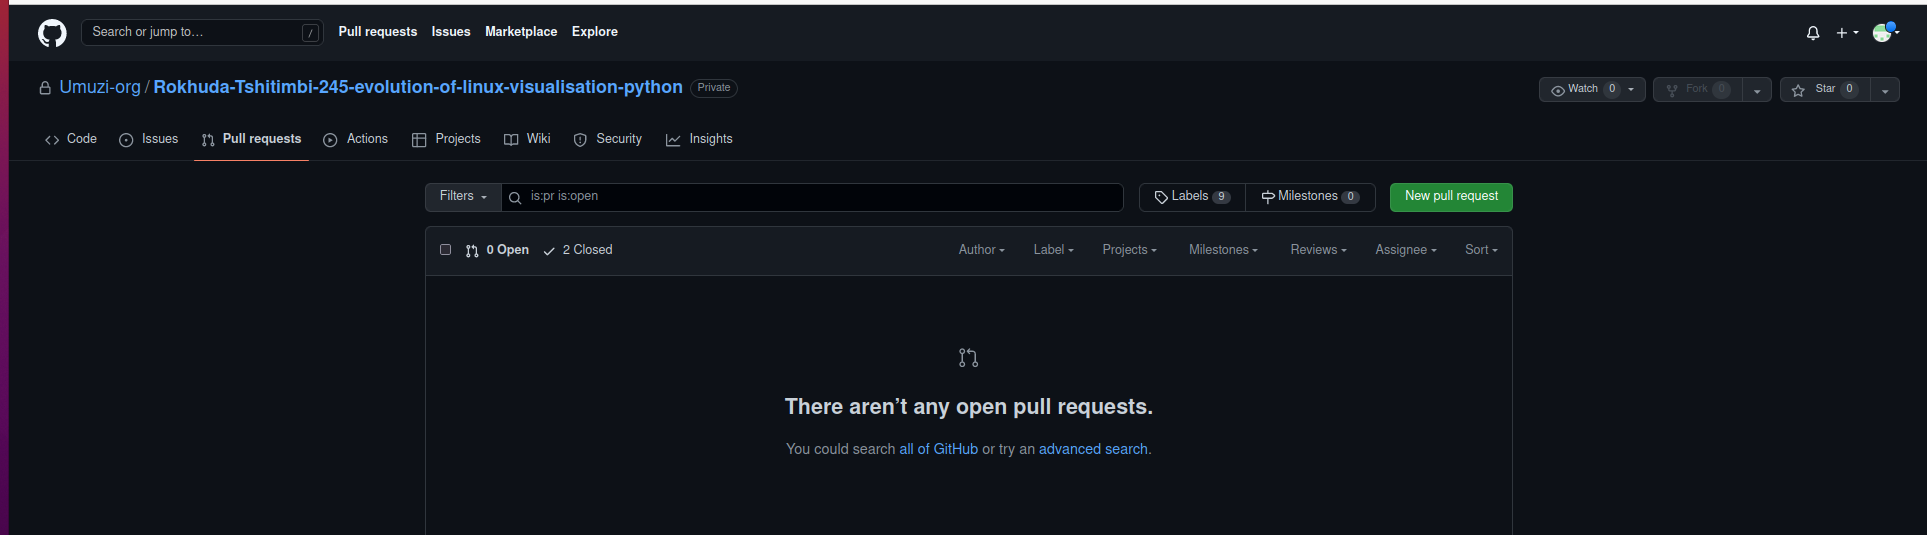 Search or jump to… / Pull requests Issues Marketplace Explore
Umuzi-org / Rokhuda-Tshitimbi-245-evolution-of-linux-visualisation-python Private Watch 0 Fork 0 Star 0
Code Issues Pull requests Actions Projects Wiki Security Insights
Filters is:pr is:open Labels 9 Milestones 0 New pull request
0 Open 2 Closed Author Label Projects Milestones Reviews Assignee Sort
There aren’t any open pull requests.
You could search all of GitHub or try an advanced search.